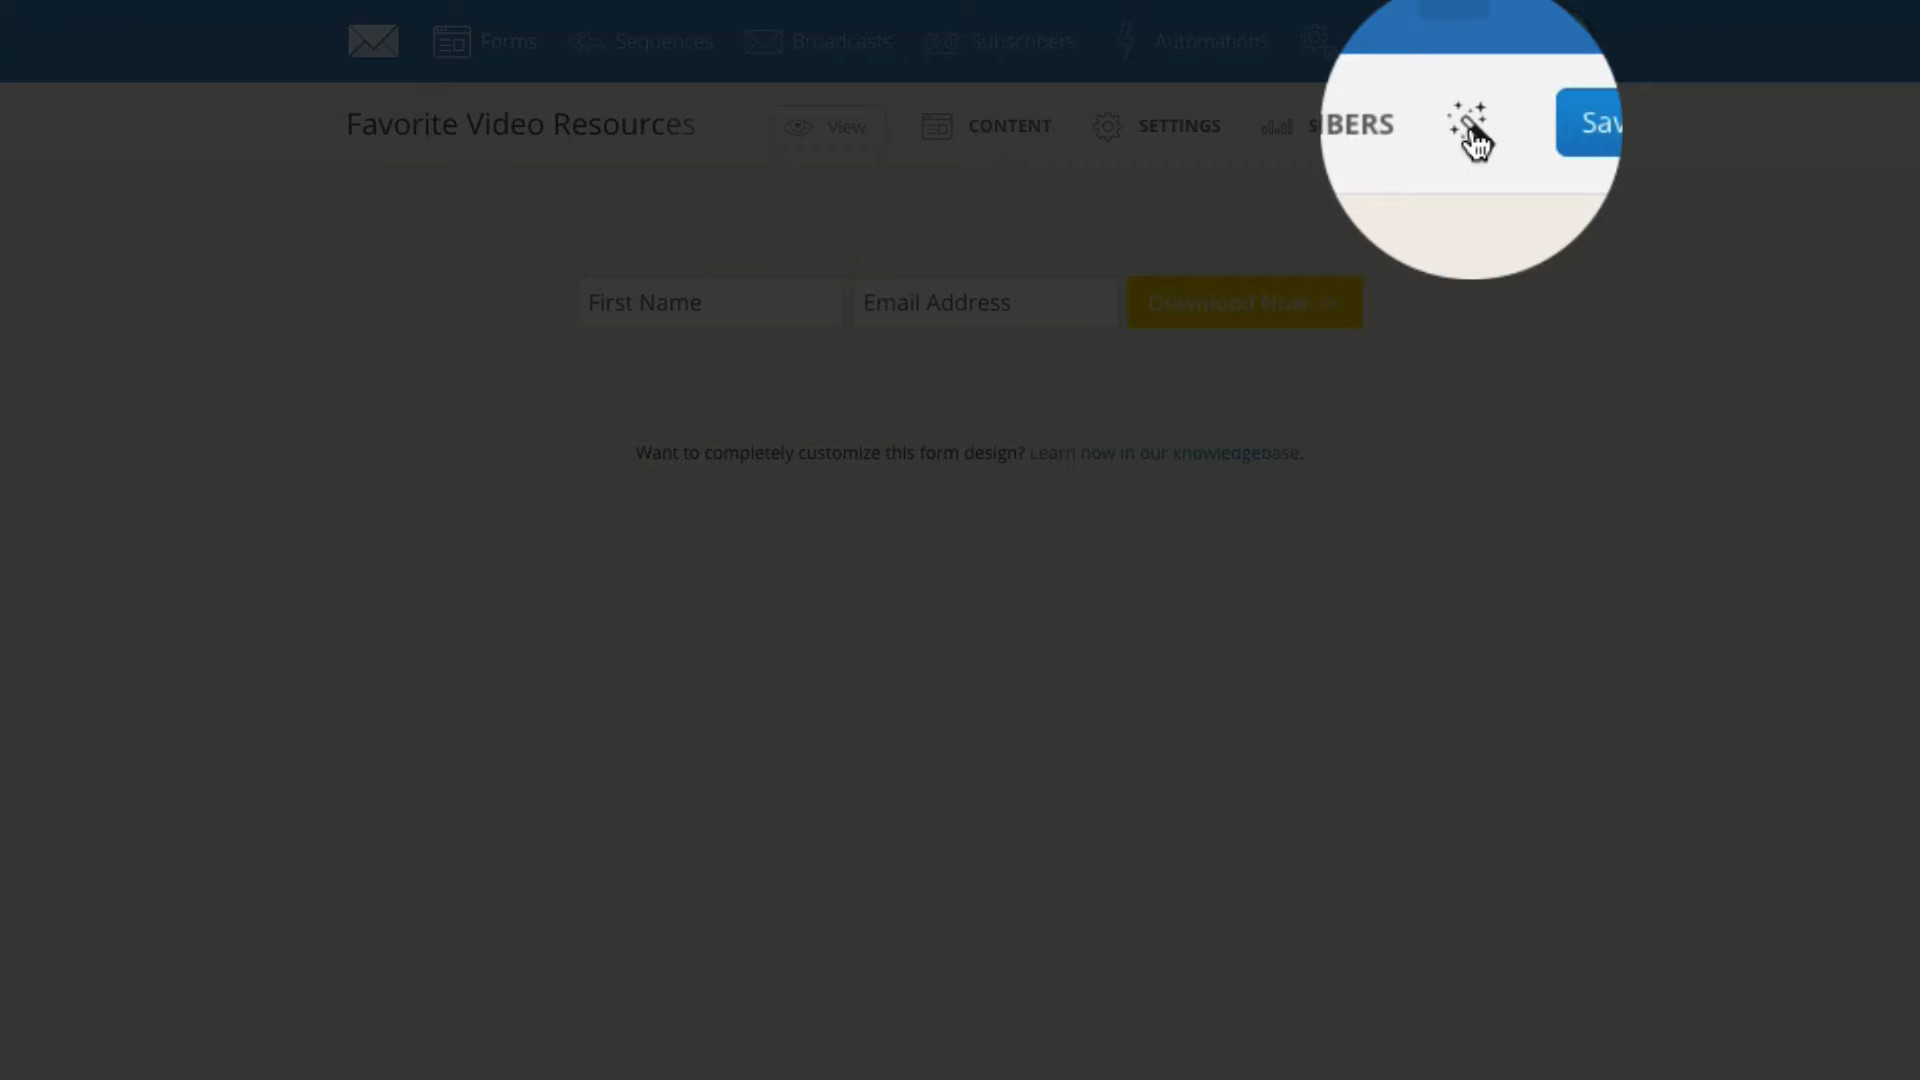 Forms Sequences Broadcasts Subscribers Automations
Favorite Video Resources View CONTENT SETTINGS S IBERS Sav
First Name Email Address Download Now
Want to completely customize this form design? Learn how in our knowledgebase.